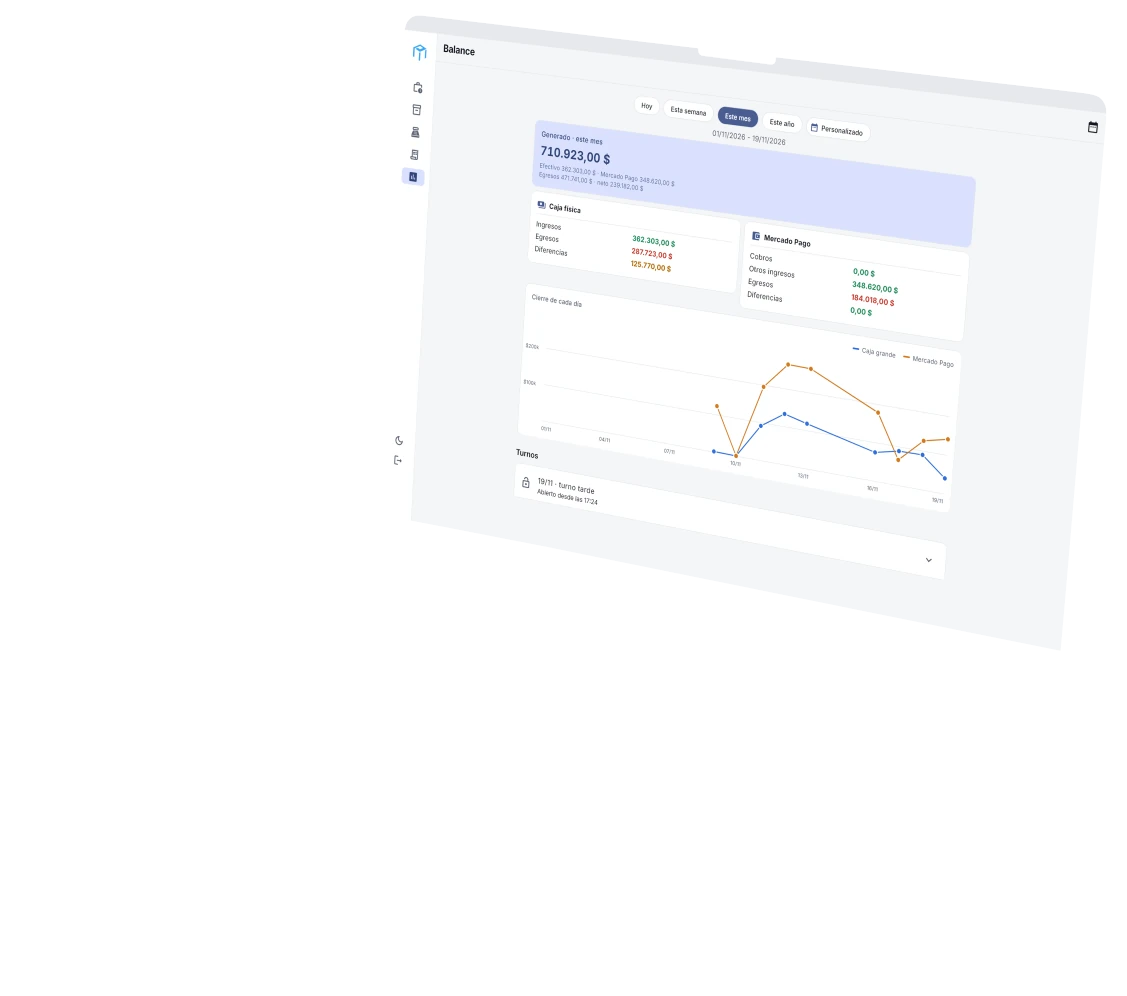 Balance
Hoy
Esta semana
Este mes
Este año
Personalizado
01/11/2026 - 19/11/2026
Generado · este mes
710.923,00 $
Efectivo 362.303,00 $ · Mercado Pago 348.620,00 $
Egresos 471.741,00 $ · neto 239.182,00 $
Caja física
Ingresos 362.303,00 $
Egresos 287.723,00 $
Diferencias 125.770,00 $
Mercado Pago
Cobros 0,00 $
Otros ingresos 348.620,00 $
Egresos 184.018,00 $
Diferencias 0,00 $
Cierre de cada día
Caja grande
Mercado Pago
$200k
$100k
01/11
04/11
07/11
10/11
13/11
16/11
19/11
Turnos
19/11 · turno tarde
Abierto desde las 17:24